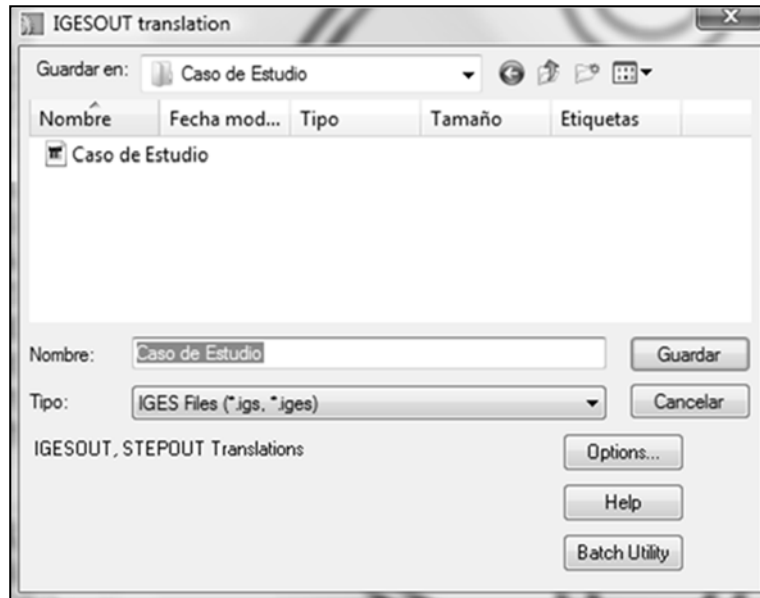 IGESOUT translation
Guardar en: Caso de Estudio
Nombre Fecha mod... Tipo Tamaño Etiquetas
Caso de Estudio
Nombre: Caso de Estudio Guardar
Tipo: IGES Files (*.igs, *.iges) Cancelar
IGESOUT, STEPOUT Translations Options...
Help
Batch Utility